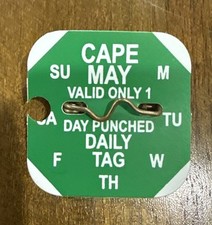 CAPE
SU MAY M
VALID ONLY 1
SA TU
DAY PUNCHED
DAILY
F TAG W
TH